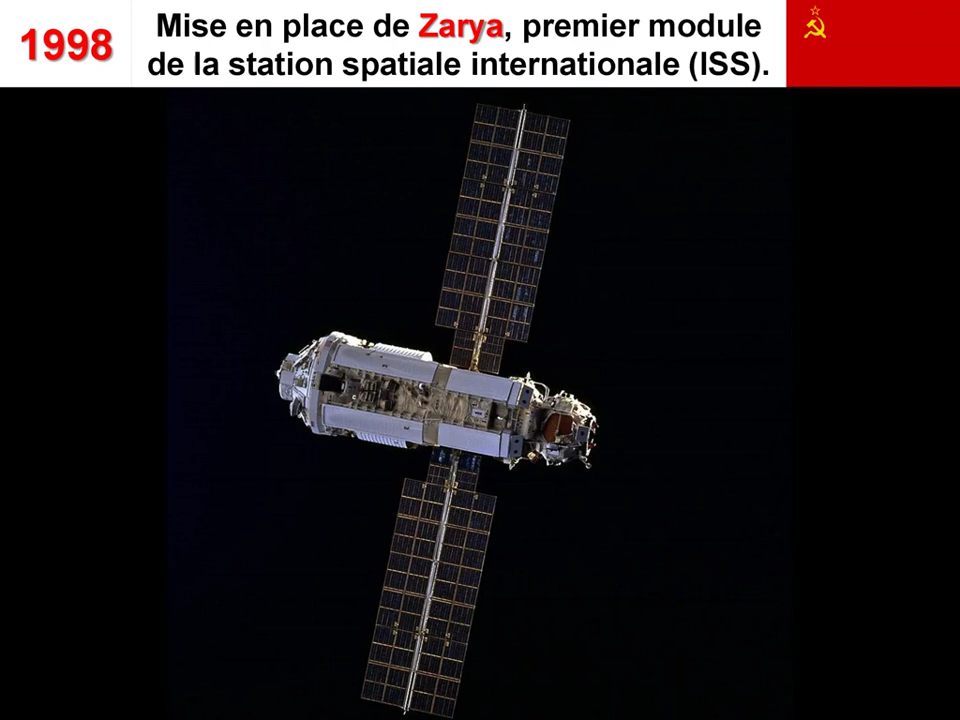 1998
Mise en place de Zarya, premier module
de la station spatiale internationale (ISS).